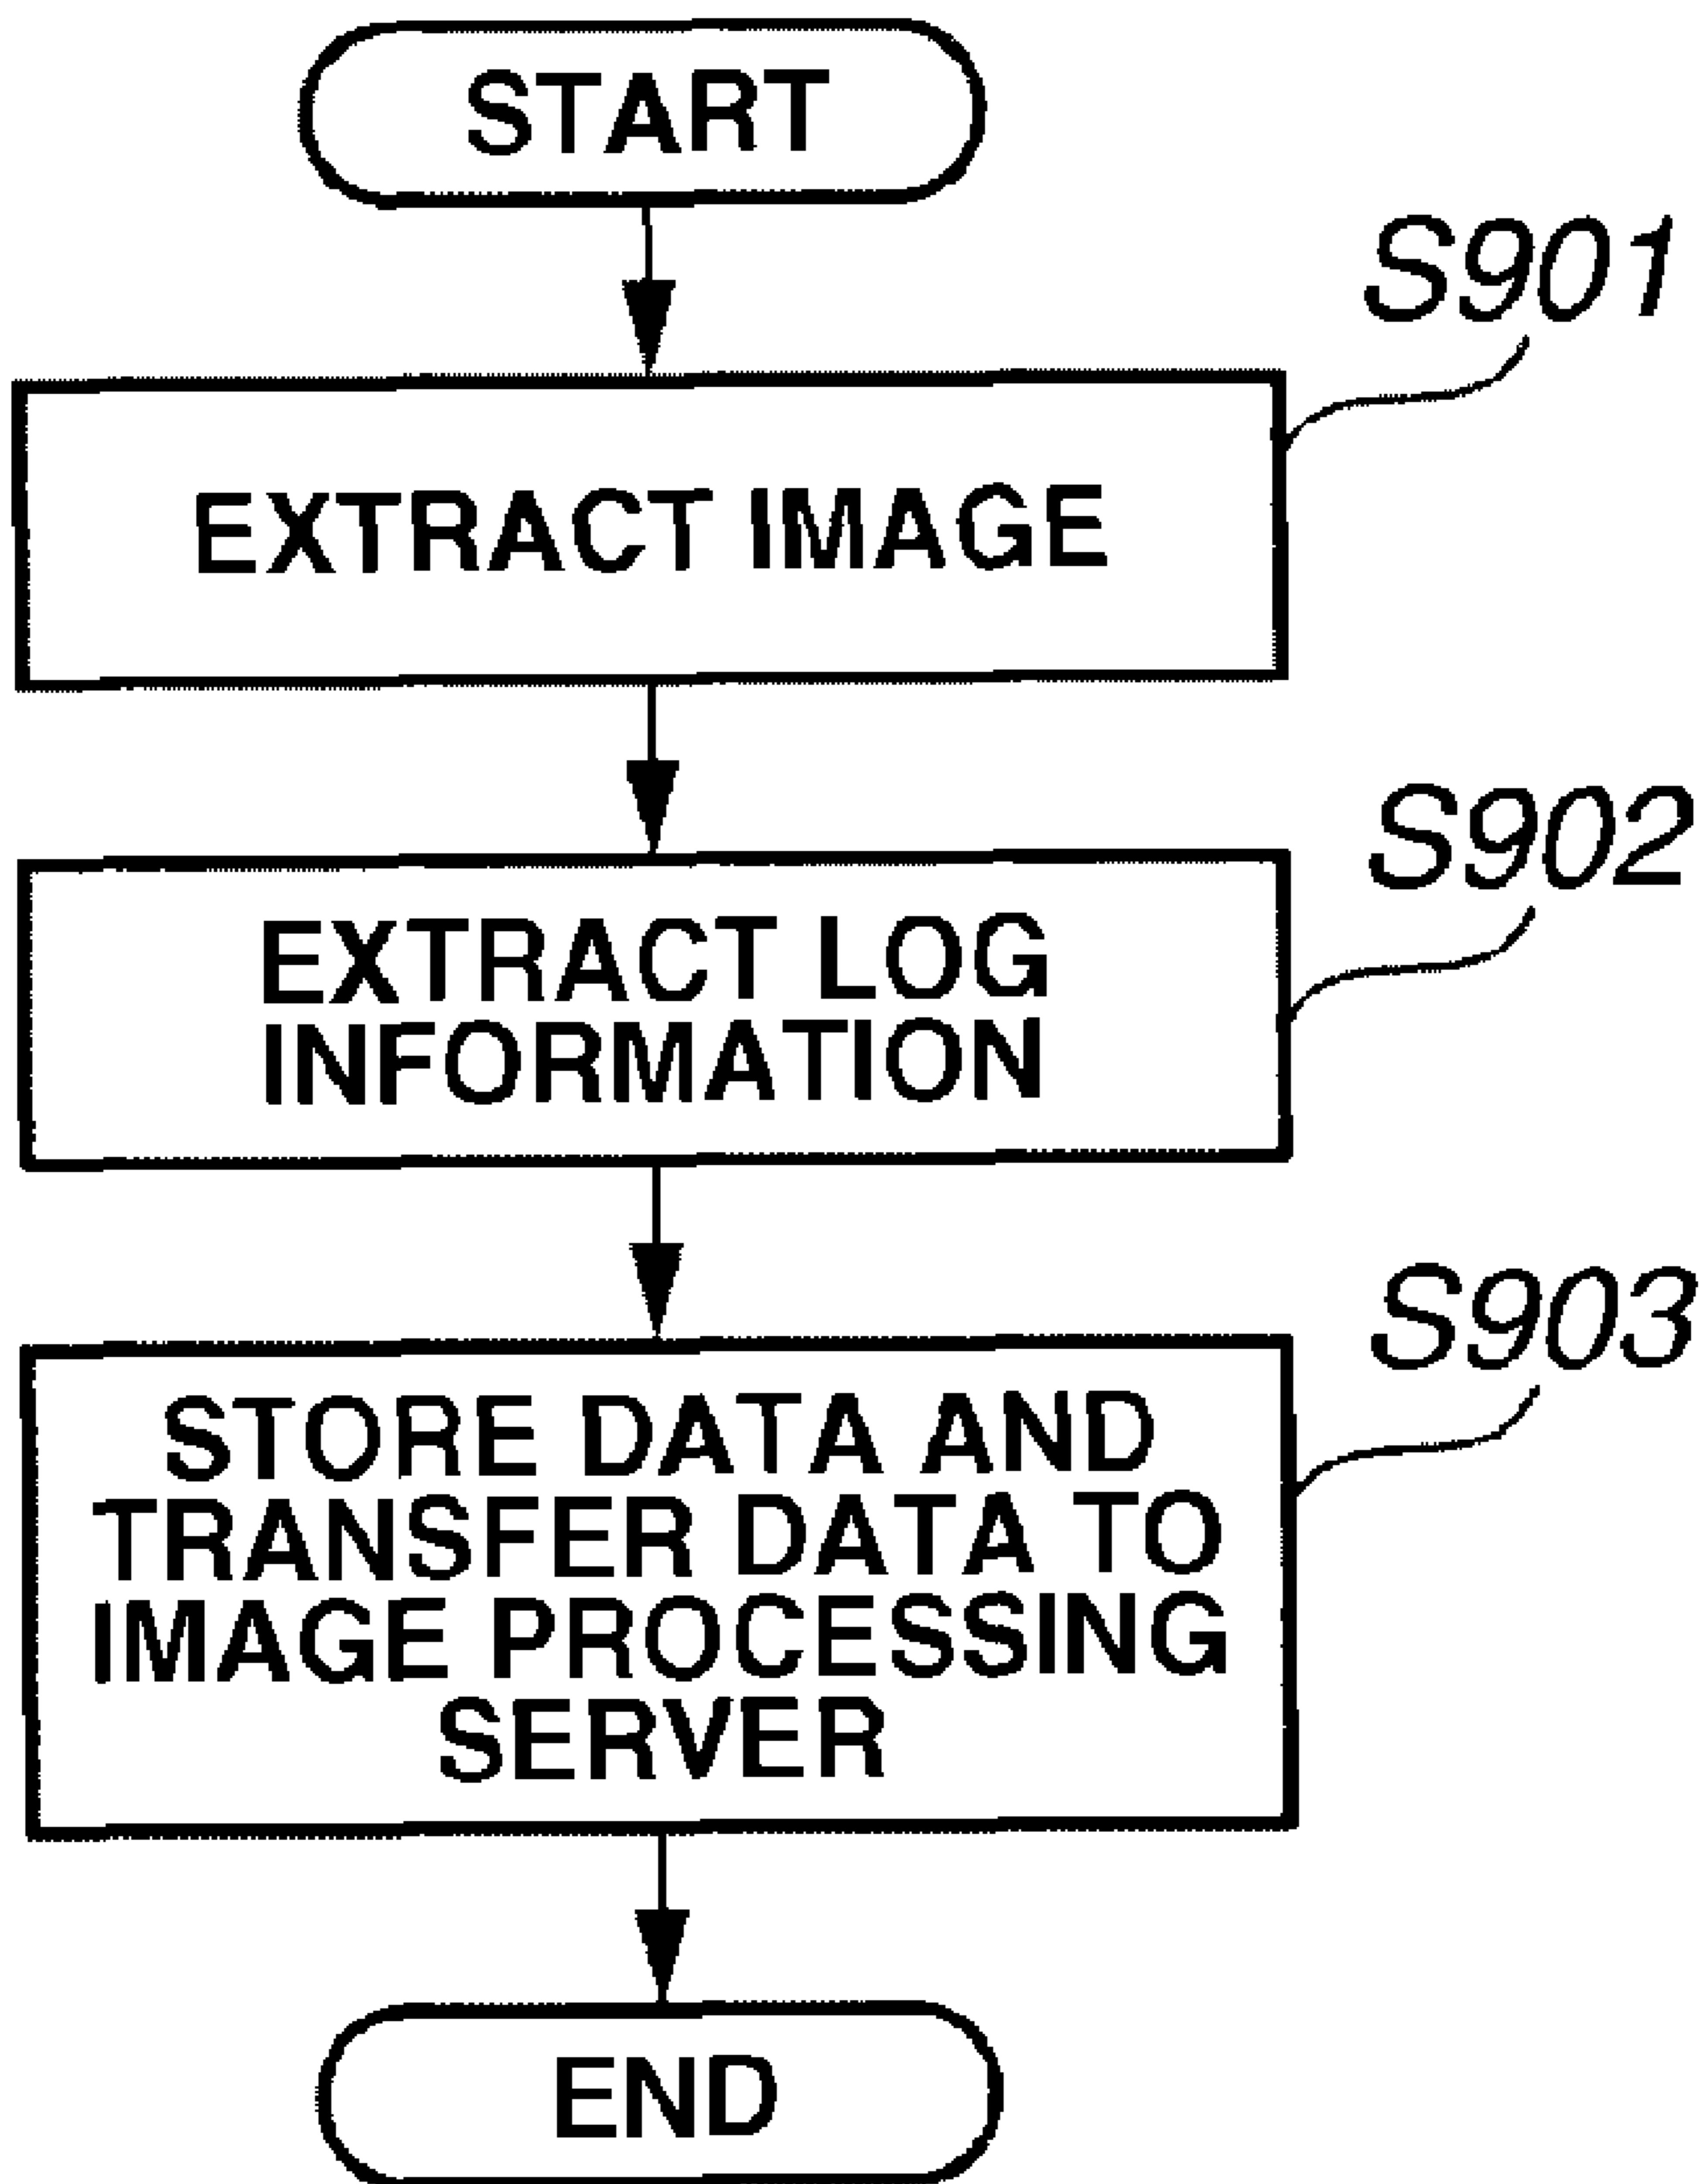 START
S901
EXTRACT IMAGE
S902
EXTRACT LOG
INFORMATION
S903
STORE DATA AND
TRANSFER DATA TO
IMAGE PROCESSING
SERVER
END